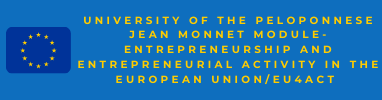 UNIVERSITY OF THE PELOPONNESE
JEAN MONNET MODULE-
ENTREPRENEURSHIP AND
ENTREPRENEURIAL ACTIVITY IN THE
EUROPEAN UNION/EU4ACT